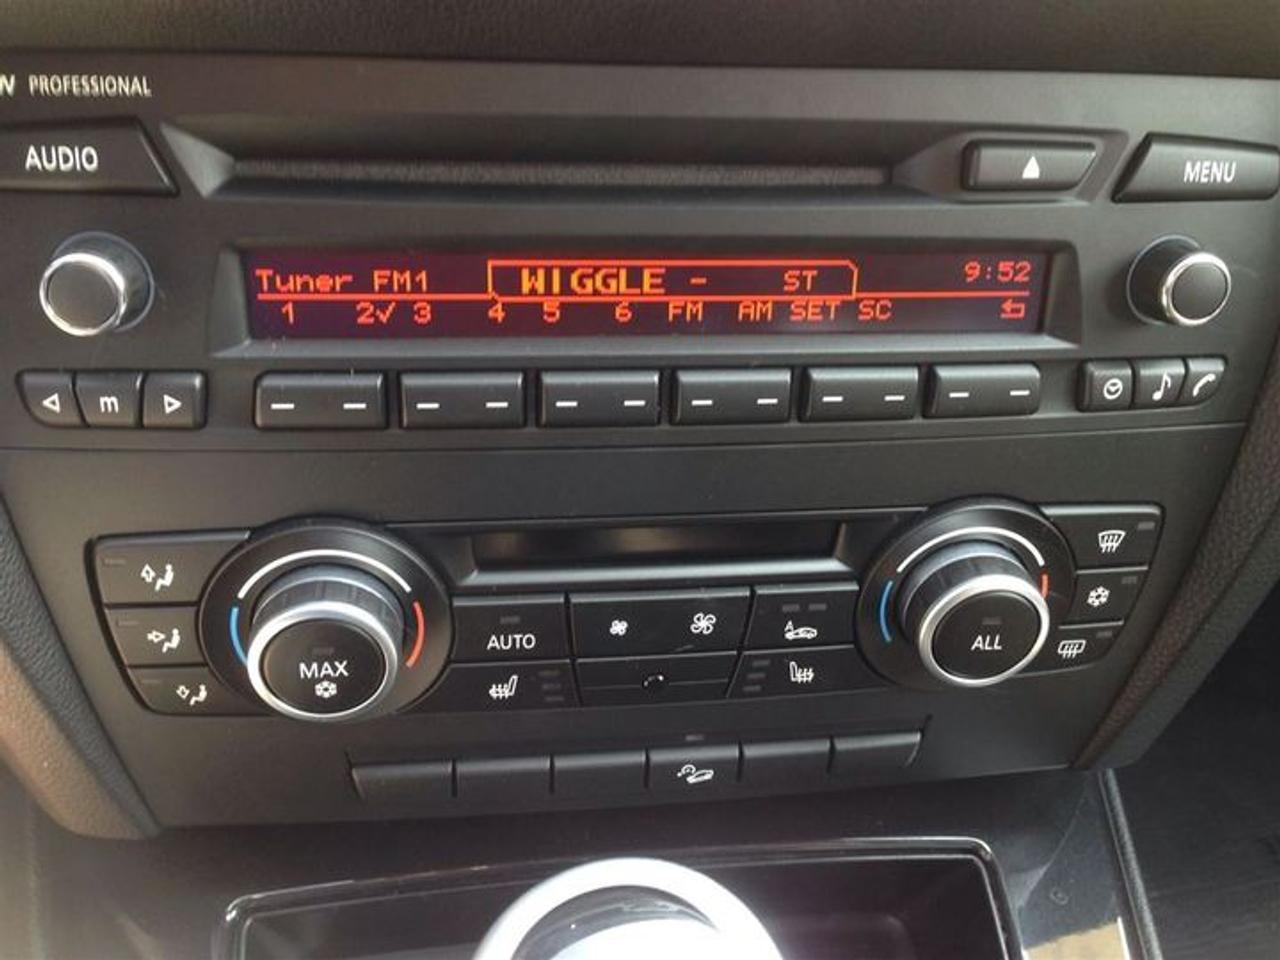 PROFESSIONAL
AUDIO
MENU
Tuner FM1 WIGGLE - ST 9:52
1 2✓ 3 4 5 6 FM AM SET SC
m
MAX
AUTO
A
ALL